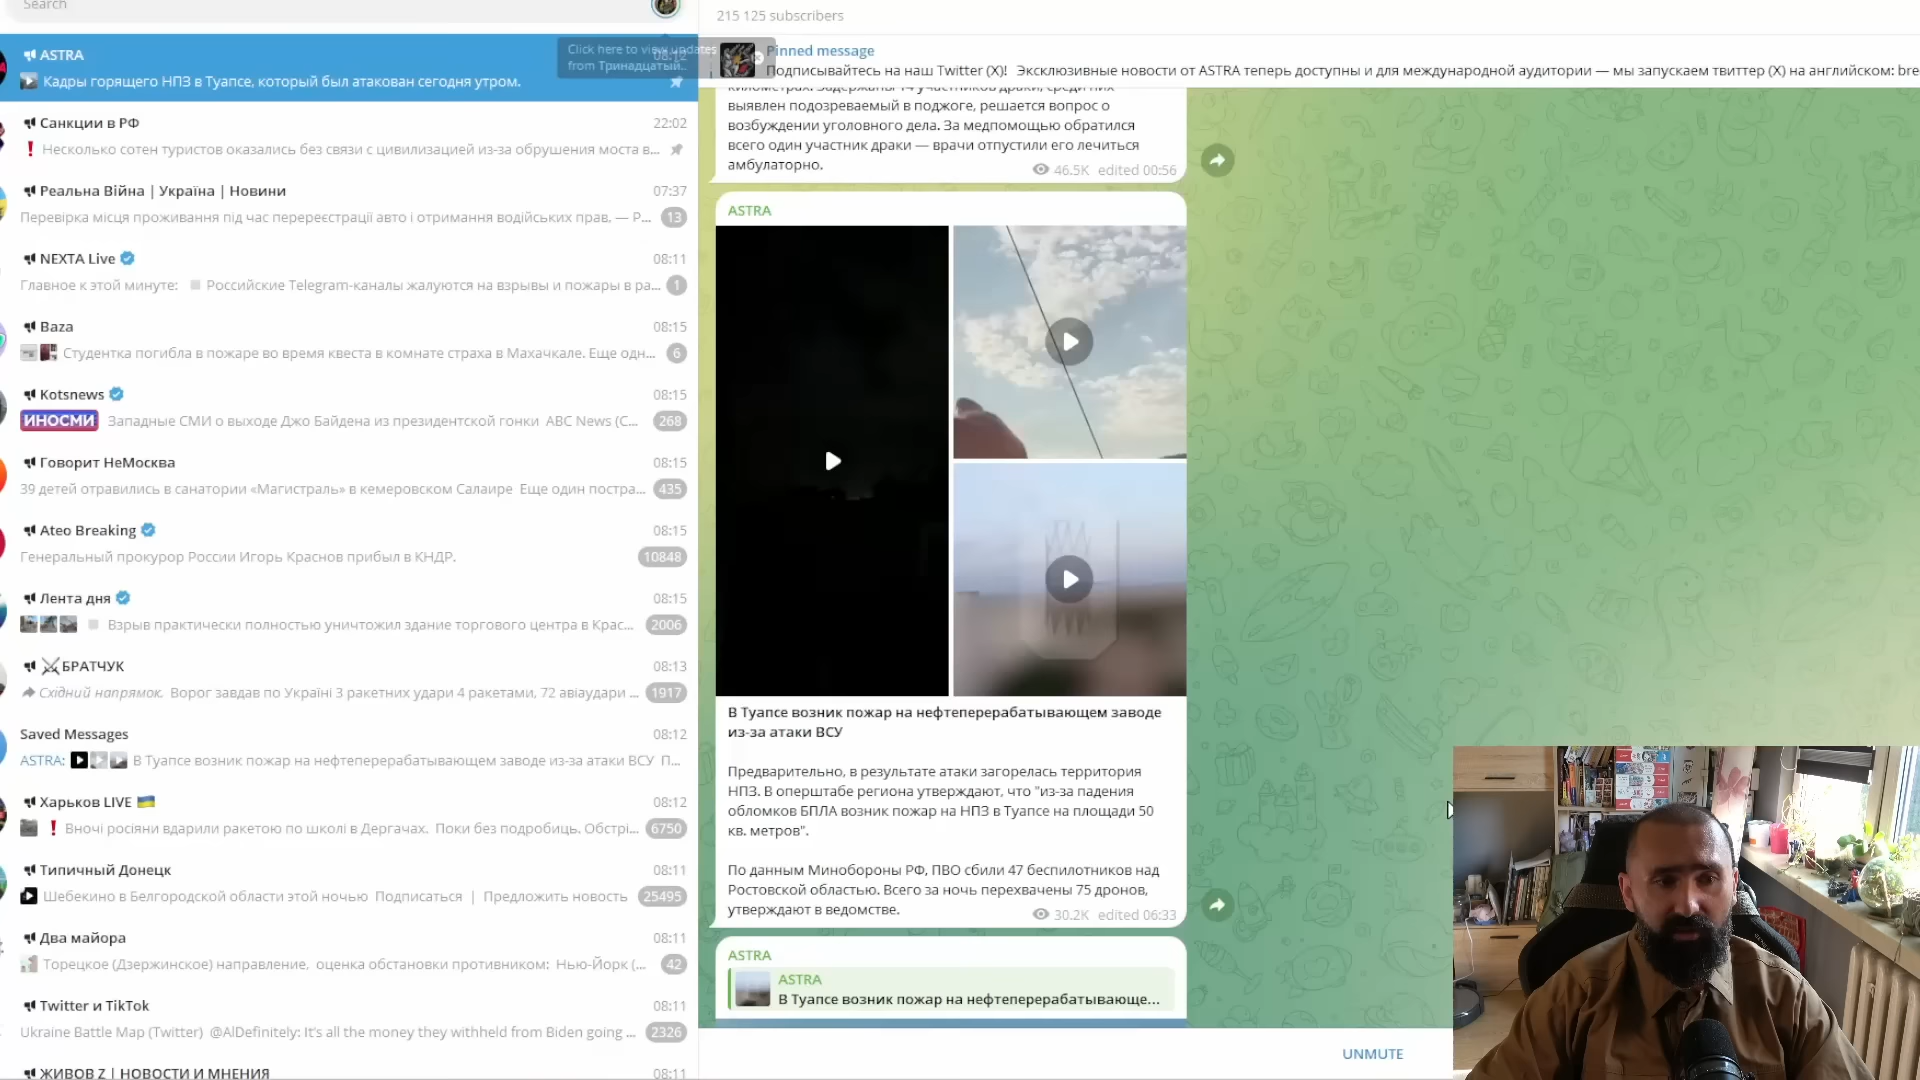 Search
ASTRA
08:12
Кадры горящего НПЗ в Туапсе, который был атакован сегодня утром.
Click here to view updates
from Тринадцатый..
Санкции в РФ
22:02
Несколько сотен туристов оказались без связи с цивилизацией из-за обрушения моста в...
Реальна Війна | Україна | Новини
07:37
Перевірка місця проживання під час перереєстрації авто і отримання водійських прав, — Р...
13
NEXTA Live
08:11
Главное к этой минуте: Российские Telegram-каналы жалуются на взрывы и пожары в ра...
1
Baza
08:15
Студентка погибла в пожаре во время квеста в комнате страха в Махачкале. Еще одн...
6
Kotsnews
08:15
ИНОСМИ Западные СМИ о выходе Джо Байдена из президентской гонки ABC News (С...
268
Говорит НеМосква
08:15
39 детей отравились в санатории «Магистраль» в кемеровском Салаире Еще один постра...
435
Ateo Breaking
08:15
Генеральный прокурор России Игорь Краснов прибыл в КНДР.
10848
Лента дня
08:15
Взрыв практически полностью уничтожил здание торгового центра в Крас...
2006
БРАТЧУК
08:13
Східний напрямок. Ворог завдав по Україні 3 ракетних удари 4 ракетами, 72 авіаудари ...
1917
Saved Messages
08:12
ASTRA: В Туапсе возник пожар на нефтеперерабатывающем заводе из-за атаки ВСУ П...
Харьков LIVE
08:12
Вночі росіяни вдарили ракетою по школі в Дергачах. Поки без подробиць. Обстрі...
6750
Типичный Донецк
08:11
Шебекино в Белгородской области этой ночью Подписаться | Предложить новость
25495
Два майора
08:11
Торецкое (Дзержинское) направление, оценка обстановки противником: Нью-Йорк (...
42
Twitter и TikTok
08:11
Ukraine Battle Map (Twitter) @AlDefinitely: It's all the money they withheld from Biden going ...
2326
ЖИВОВ Z | НОВОСТИ И МНЕНИЯ
08:11
215 125 subscribers
Pinned message
Подписывайтесь на наш Twitter (X)! Эксклюзивные новости от ASTRA теперь доступны и для международной аудитории — мы запускаем твиттер (X) на английском: bre
километрах. Задержаны 14 участников драки, среди них
выявлен подозреваемый в поджоге, решается вопрос о
возбуждении уголовного дела. За медпомощью обратился
всего один участник драки — врачи отпустили его лечиться
амбулаторно.
46.5K edited 00:56
ASTRA
В Туапсе возник пожар на нефтеперерабатывающем заводе
из-за атаки ВСУ
Предварительно, в результате атаки загорелась территория
НПЗ. В оперштабе региона утверждают, что "из-за падения
обломков БПЛА возник пожар на НПЗ в Туапсе на площади 50
кв. метров".
По данным Минобороны РФ, ПВО сбили 47 беспилотников над
Ростовской областью. Всего за ночь перехвачены 75 дронов,
утверждают в ведомстве.
30.2K edited 06:33
ASTRA
ASTRA
В Туапсе возник пожар на нефтеперерабатывающе...
UNMUTE